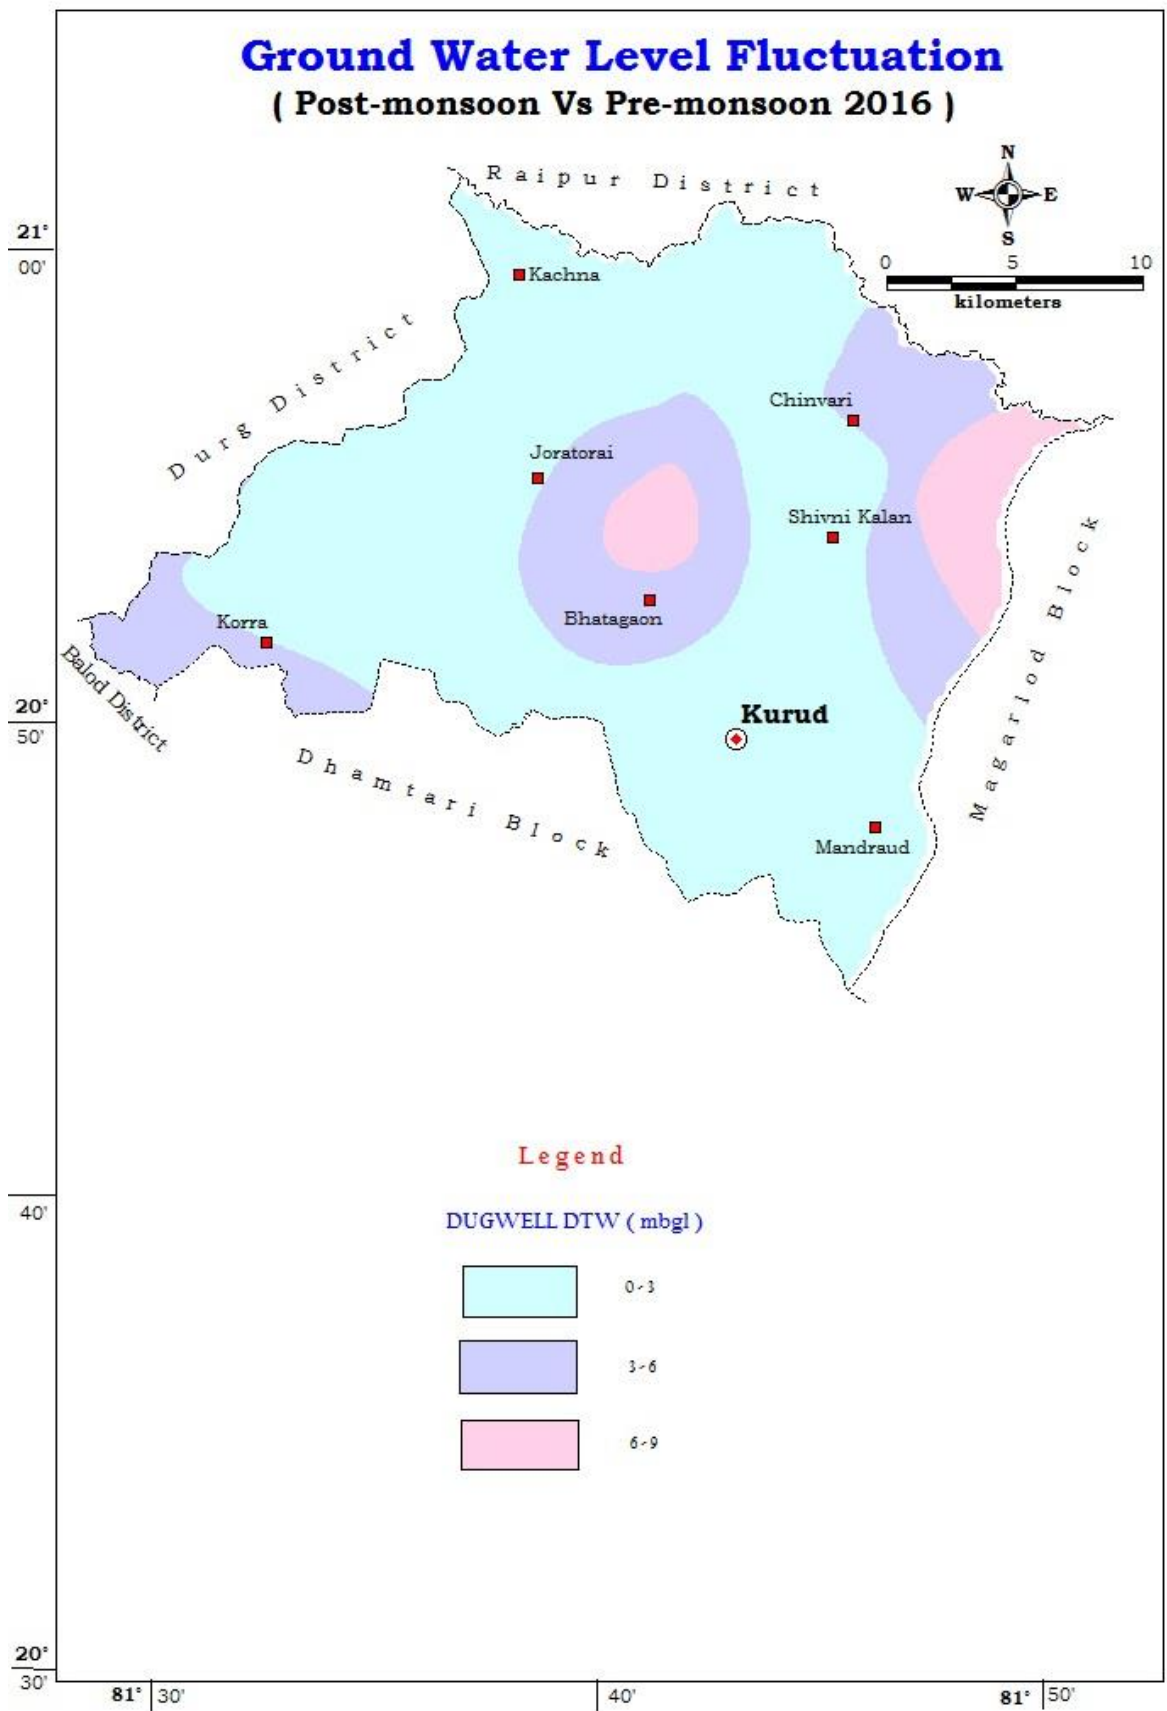 Ground Water Level Fluctuation
( Post-monsoon Vs Pre-monsoon 2016 )
N
W E
S
Raipur District
21°
00'
0 5 10
kilometers
Kachna
Durg District
Chinvari
Joratorai
Shivni Kalan
Bhatagaon
Korra
Balod District
Magarlod Block
20°
50'
Kurud
Dhamtari Block
Mandraud
Legend
40'
DUGWELL DTW ( mbgl )
0-3
3-6
6-9
20°
30'
81° 30' 40' 81° 50'